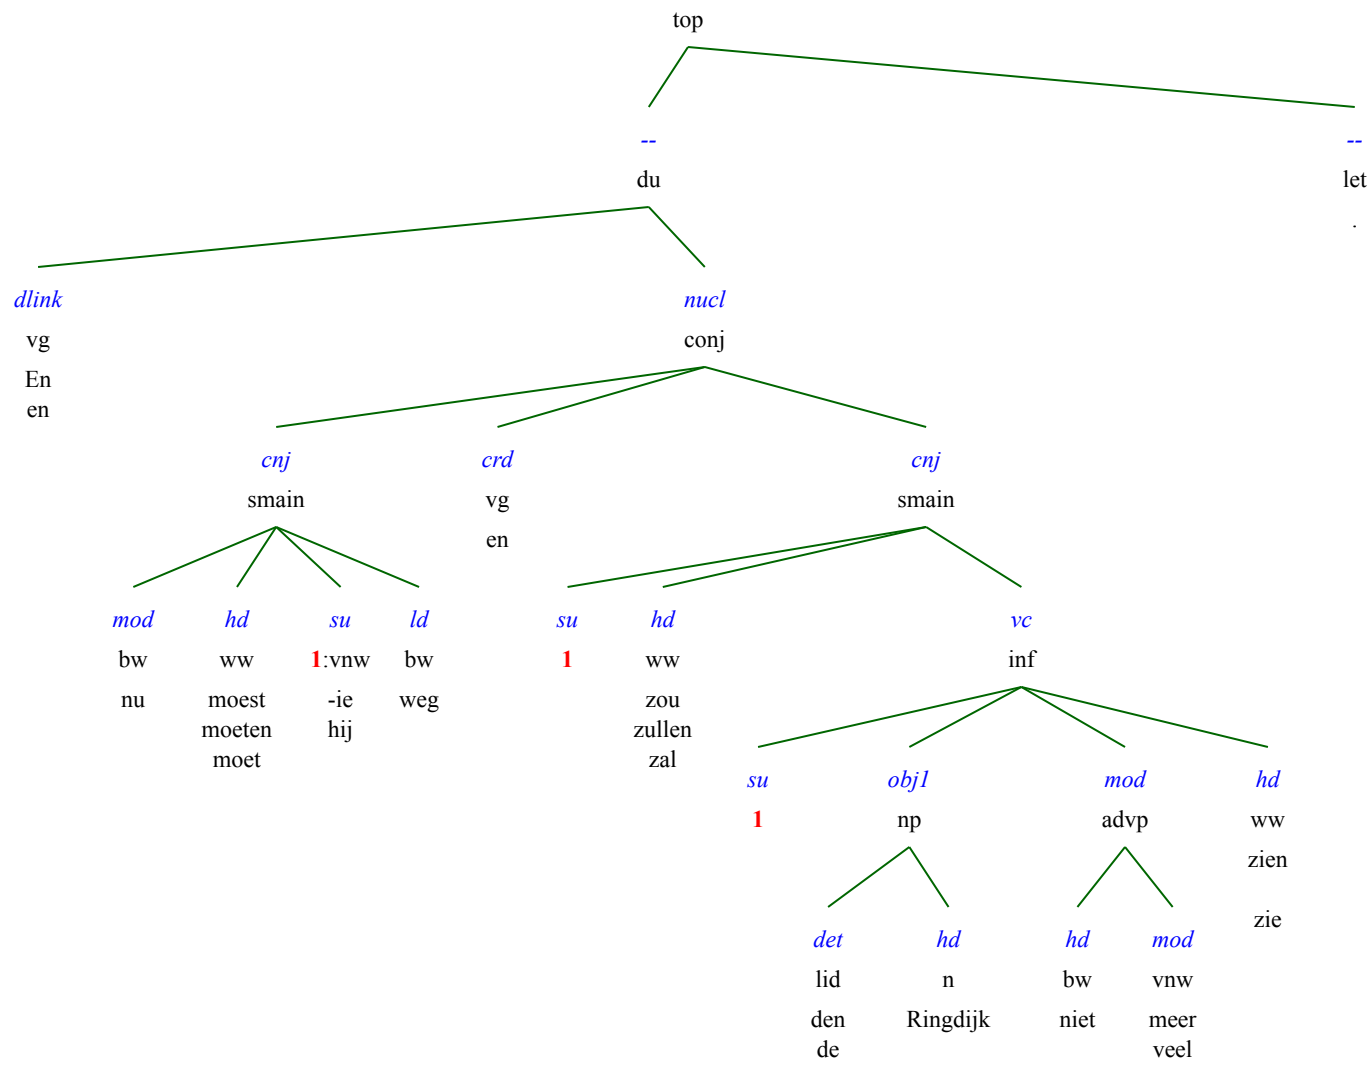 top
-- --
du let
.
dlink nucl
vg conj
En
en
cnj crd cnj
smain vg smain
en
mod hd su ld su hd vc
bw ww 1:vnw bw 1 ww inf
nu moest -ie weg zou
moeten hij zullen
moet zal
su obj1 mod hd
1 np advp ww
zien
zie
det hd hd mod
lid n bw vnw
den Ringdijk niet meer
de veel